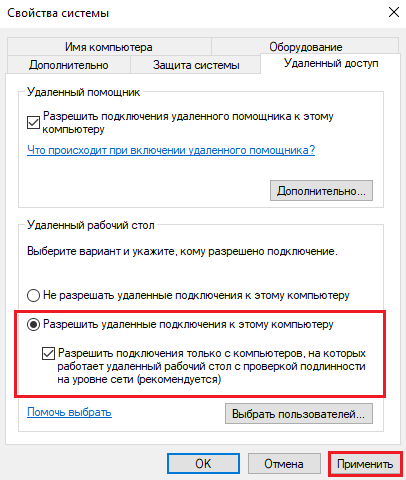 Свойства системы
Имя компьютера
Оборудование
Дополнительно
Защита системы
Удаленный доступ
Удаленный помощник
Разрешить подключения удаленного помощника к этому
компьютеру
Что происходит при включении удаленного помощника?
Дополнительно...
Удаленный рабочий стол
Выберите вариант и укажите, кому разрешено подключение.
Не разрешать удаленные подключения к этому компьютеру
Разрешить удаленные подключения к этому компьютеру
Разрешить подключения только с компьютеров, на которых
работает удаленный рабочий стол с проверкой подлинности
на уровне сети (рекомендуется)
Помочь выбрать
Выбрать пользователей...
ОК
Отмена
Применить